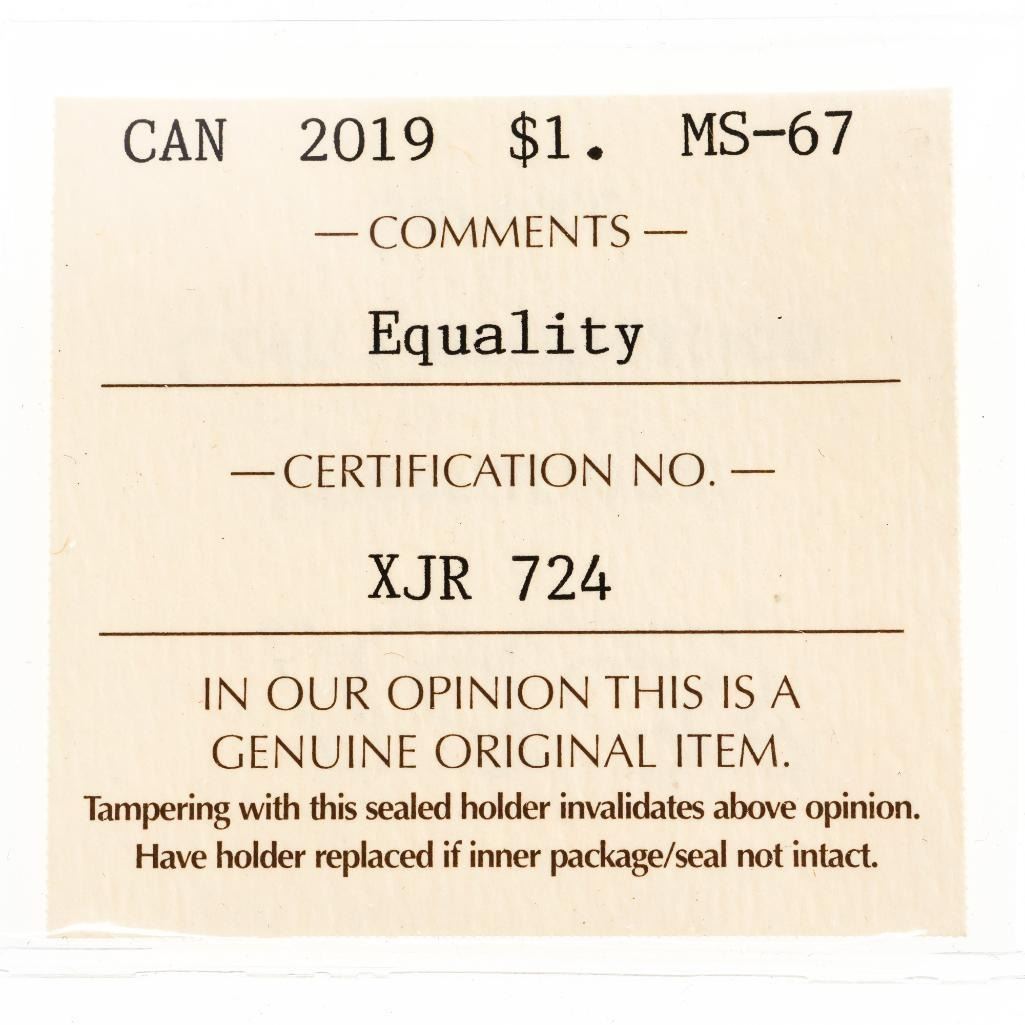 CAN 2019 $1. MS-67
— COMMENTS —
Equality
— CERTIFICATION NO. —
XJR 724
IN OUR OPINION THIS IS A
GENUINE ORIGINAL ITEM.
Tampering with this sealed holder invalidates above opinion.
Have holder replaced if inner package/seal not intact.